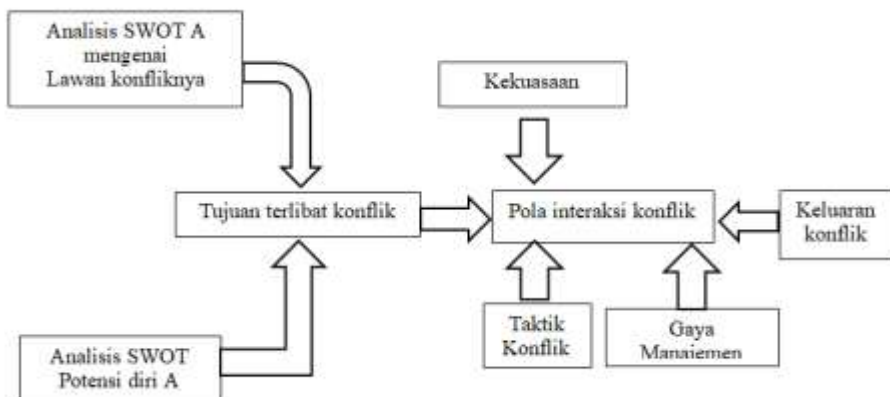 Analisis SWOT A
mengenai
Lawan konfliknya
Kekuasaan
Tujuan terlibat konflik
Pola interaksi konflik
Keluaran
konflik
Taktik
Konflik
Gaya
Manajemen
Analisis SWOT
Potensi diri A